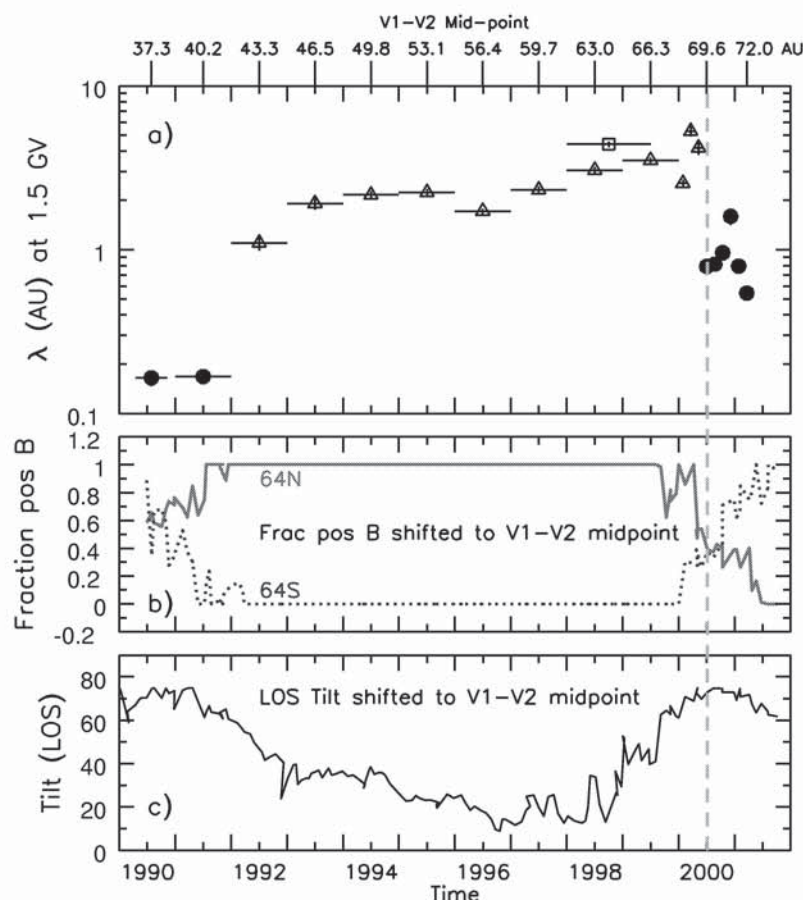 V1-V2 Mid-point
37.3 40.2 43.3 46.5 49.8 53.1 56.4 59.7 63.0 66.3 69.6 72.0 AU
10
a)
λ (AU) at 1.5 GV
1
0.1
1.2
1
0.8
0.6
0.4
0.2
0
-0.2
Fraction pos B
64N
Frac pos B shifted to V1-V2 midpoint
64S
b)
80
60
40
20
0
Tilt (LOS)
LOS Tilt shifted to V1-V2 midpoint
c)
1990 1992 1994 1996 1998 2000
Time